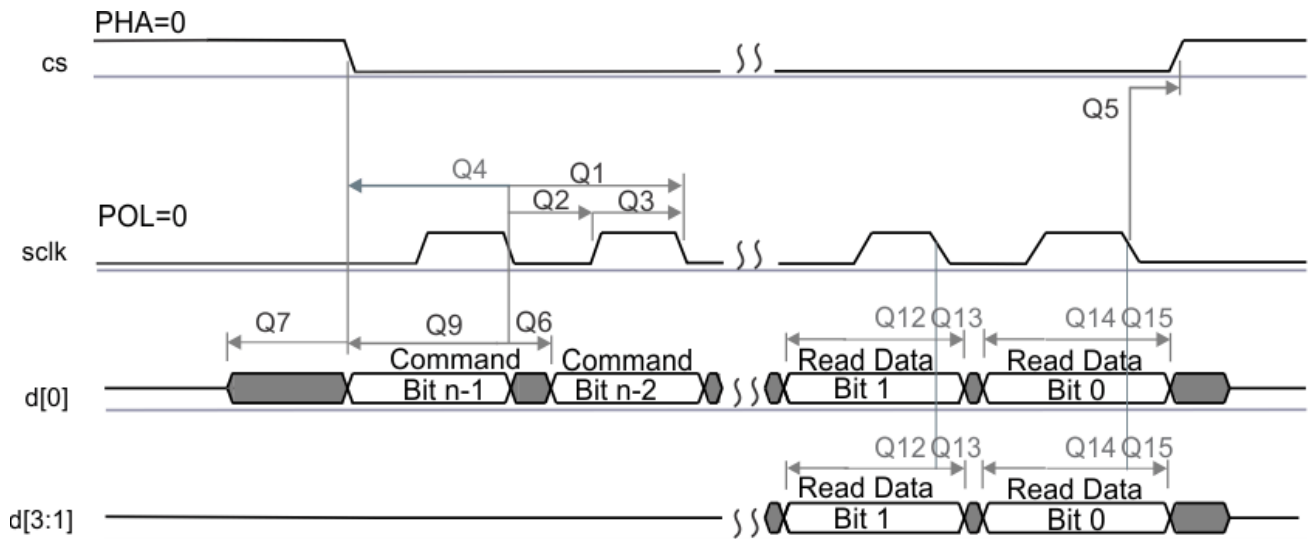 PHA=0
cs
Q5
Q4 Q1
Q2 Q3
POL=0
sclk
Q7 Q9 Q6 Q12 Q13 Q14 Q15
Command Command Read Data Read Data
d[0] Bit n-1 Bit n-2 Bit 1 Bit 0
Q12 Q13 Q14 Q15
Read Data Read Data
d[3:1] Bit 1 Bit 0